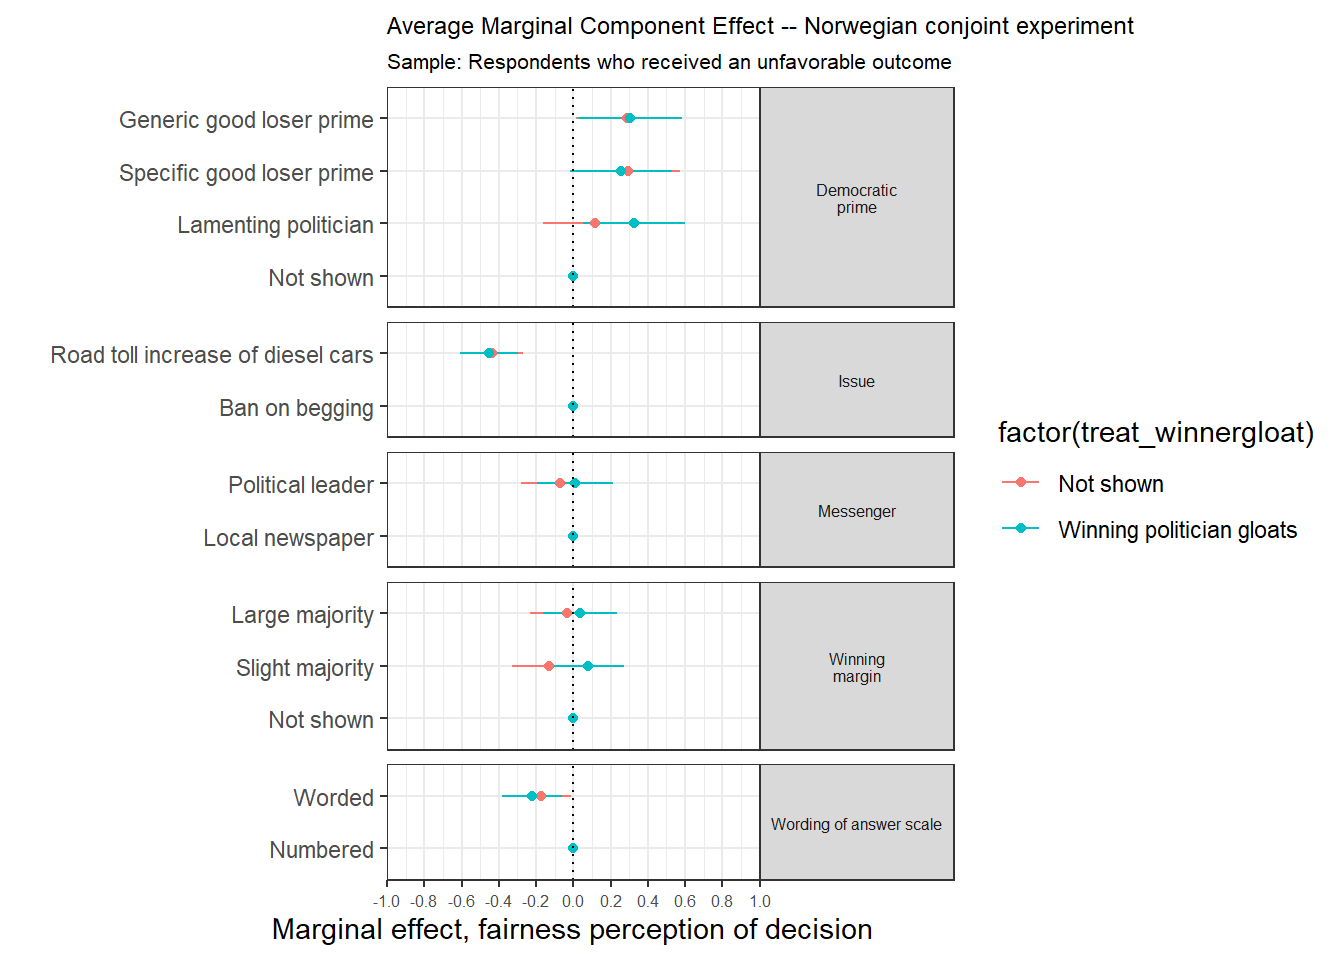 Average Marginal Component Effect -- Norwegian conjoint experiment
Sample: Respondents who received an unfavorable outcome
Generic good loser prime
Specific good loser prime
Lamenting politician
Not shown
Democratic
prime
Road toll increase of diesel cars
Ban on begging
Issue
Political leader
Local newspaper
Messenger
Large majority
Slight majority
Not shown
Winning
margin
Worded
Numbered
Wording of answer scale
-1.0 -0.8 -0.6 -0.4 -0.2 0.0 0.2 0.4 0.6 0.8 1.0
Marginal effect, fairness perception of decision
factor(treat_winnergloat)
Not shown
Winning politician gloats